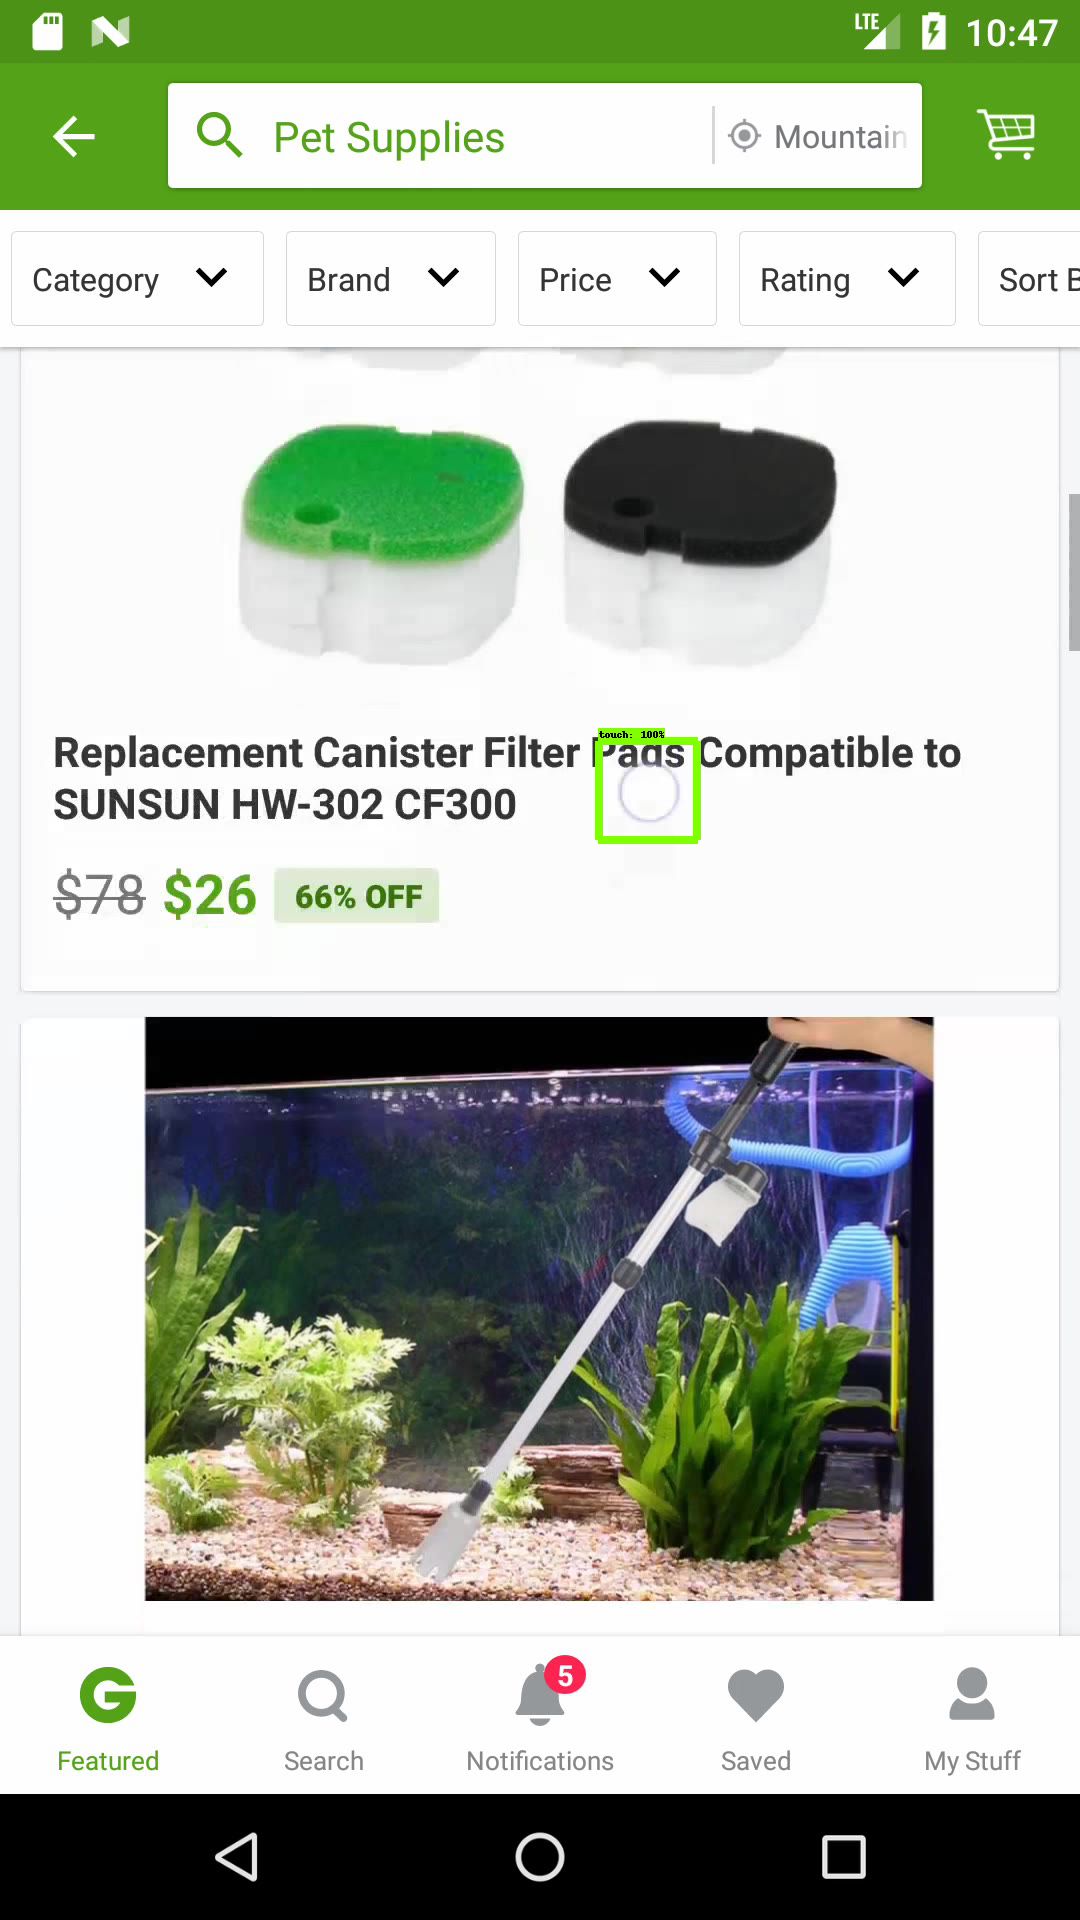 LTE 10:47
Pet Supplies Mountain
Category Brand Price Rating Sort B
touch: 100%
Replacement Canister Filter Pads Compatible to
SUNSUN HW-302 CF300
$78 $26 66% OFF
5
Featured Search Notifications Saved My Stuff